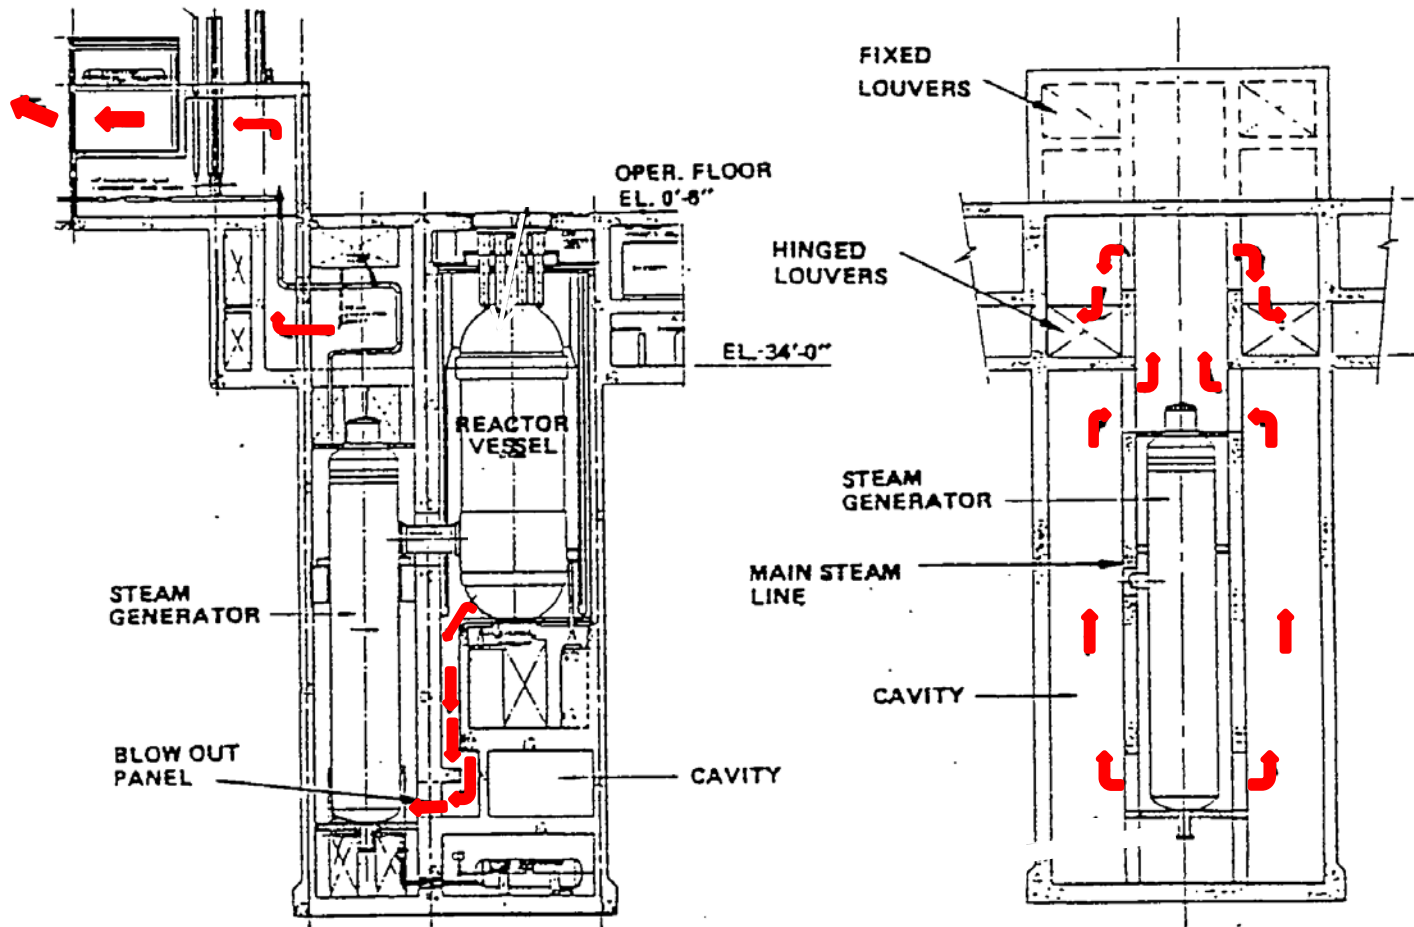 FIXED
LOUVERS
OPER. FLOOR
EL. 0'-6"
HINGED
LOUVERS
EL.-34'-0"
REACTOR
VESSEL
STEAM
GENERATOR
MAIN STEAM
LINE
STEAM
GENERATOR
CAVITY
BLOW OUT
PANEL
CAVITY